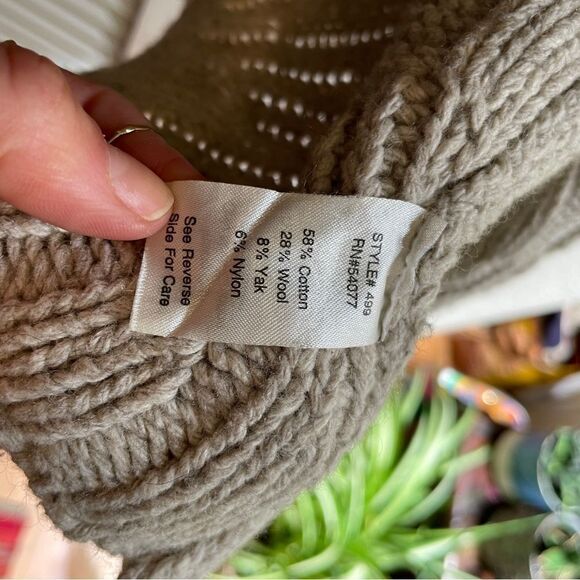 STYLE# 499
RN#54077
58% Cotton
28% Wool
8% Yak
6% Nylon
See Reverse
Side For Care